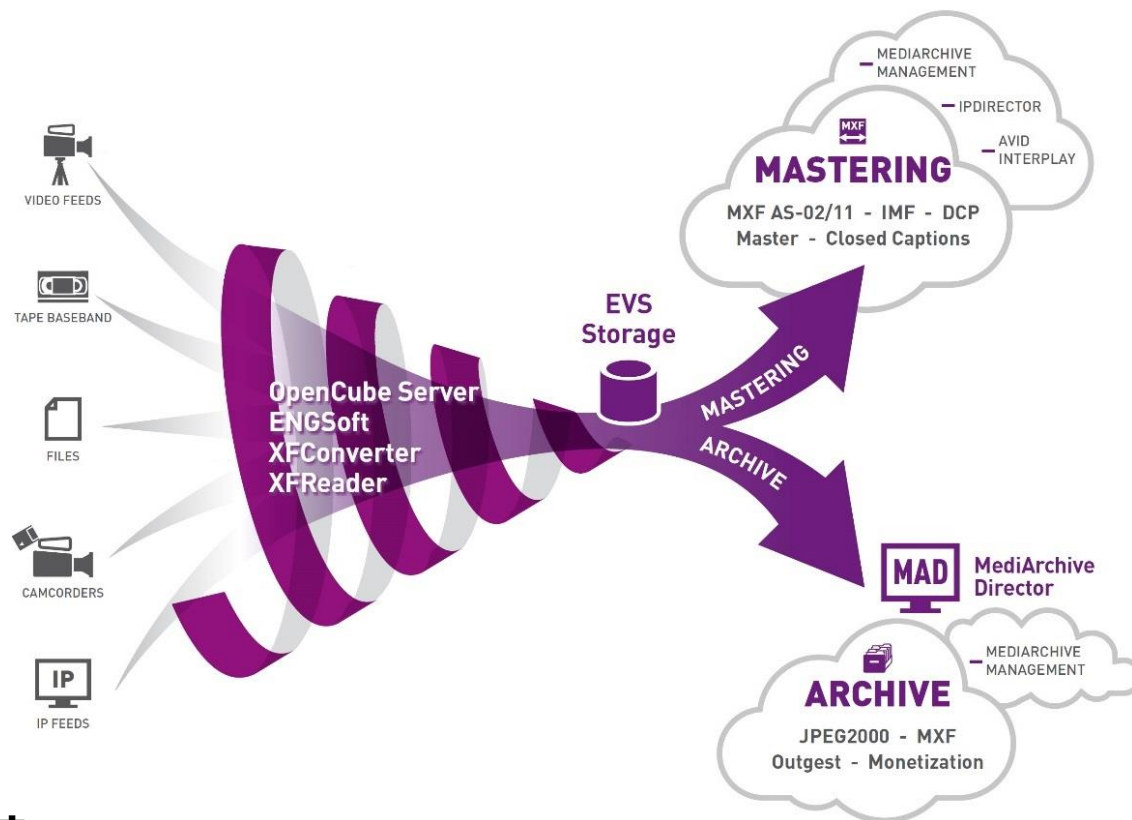 VIDEO FEEDS
TAPE BASEBAND
FILES
CAMCORDERS
IP
IP FEEDS
OpenCube Server
ENGSoft
XFConverter
XFReader
EVS
Storage
MASTERING
ARCHIVE
MEDIARCHIVE
MANAGEMENT
IPDIRECTOR
AVID
INTERPLAY
MXF
MASTERING
MXF AS-02/11 - IMF - DCP
Master - Closed Captions
MAD
MediArchive
Director
MEDIARCHIVE
MANAGEMENT
ARCHIVE
JPEG2000 - MXF
Outgest - Monetization